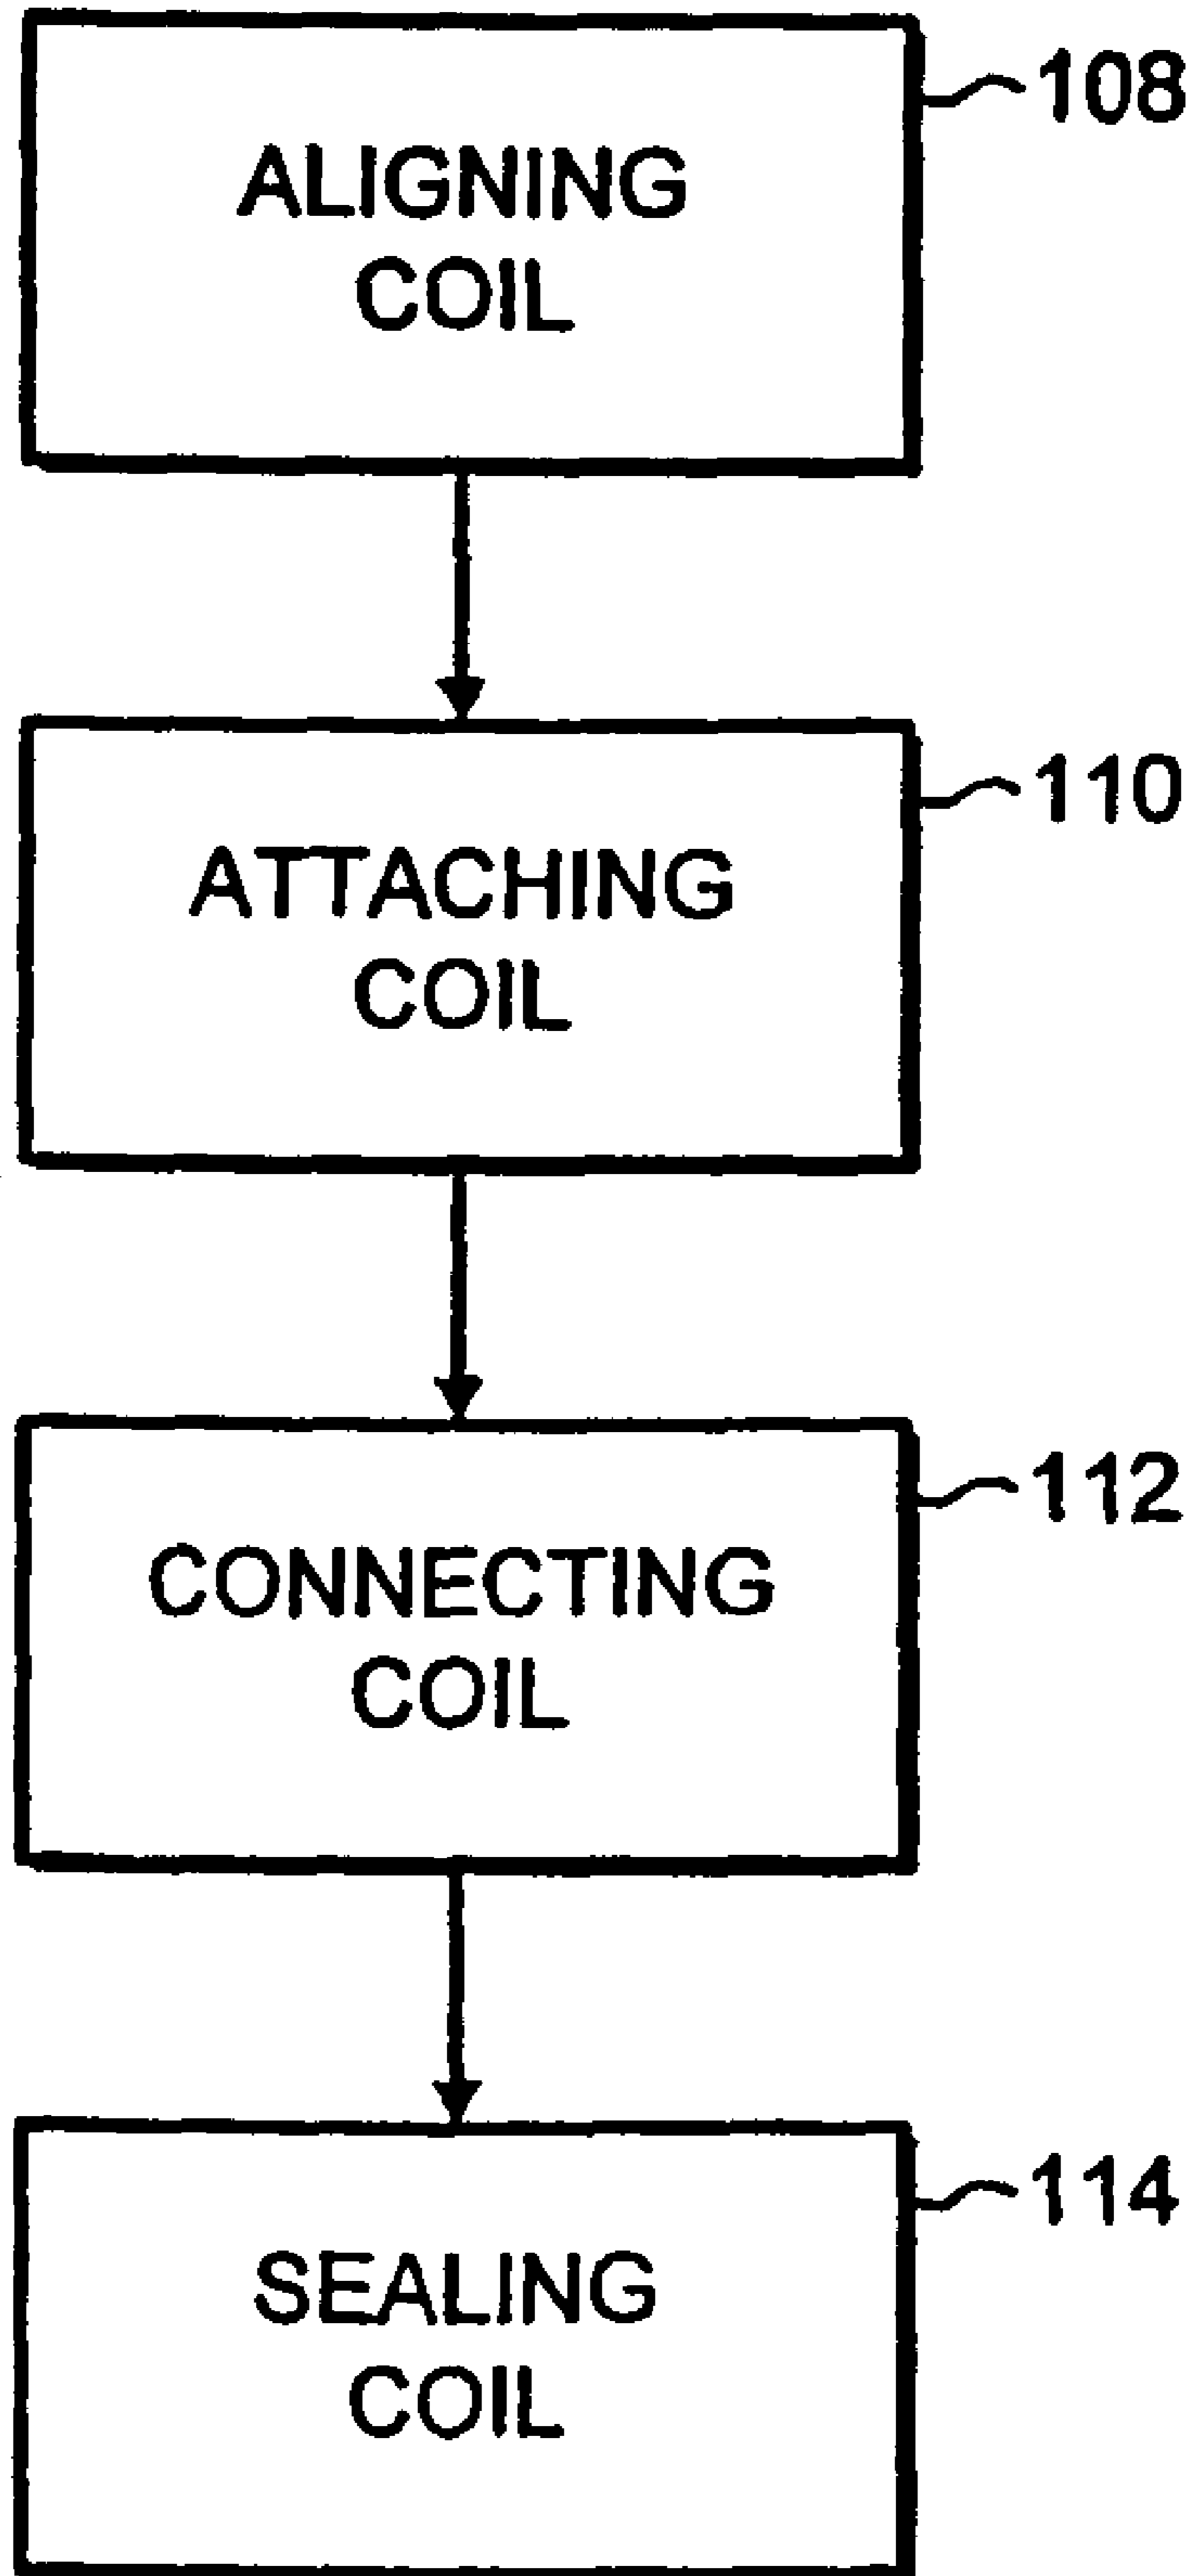 108
ALIGNING
COIL
110
ATTACHING
COIL
112
CONNECTING
COIL
114
SEALING
COIL